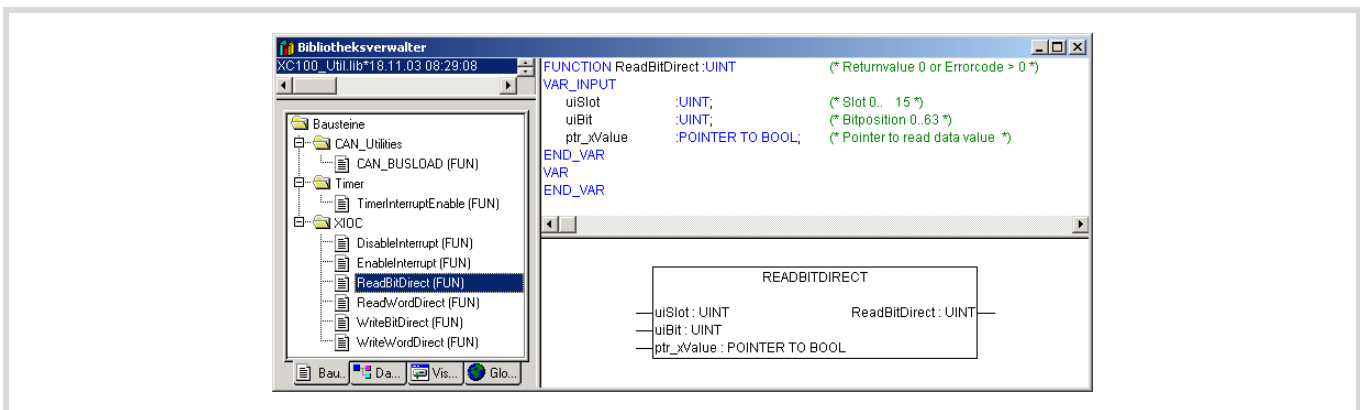 Bibliotheksverwalter
XC100_Util.lib*18.11.03 08:29:08
Bausteine
CAN_Utilities
CAN_BUSLOAD (FUN)
Timer
TimerInterruptEnable (FUN)
XIOC
DisableInterrupt (FUN)
EnableInterrupt (FUN)
ReadBitDirect (FUN)
ReadWordDirect (FUN)
WriteBitDirect (FUN)
WriteWordDirect (FUN)
Bau.. Da... Vis... Glo...
FUNCTION ReadBitDirect :UINT (* Returnvalue 0 or Errorcode > 0 *)
VAR_INPUT
uiSlot :UINT; (* Slot 0.. 15 *)
uiBit :UINT; (* Bitposition 0..63 *)
ptr_xValue :POINTER TO BOOL; (* Pointer to read data value *)
END_VAR
VAR
END_VAR
READBITDIRECT
uiSlot : UINT ReadBitDirect : UINT
uiBit : UINT
ptr_xValue : POINTER TO BOOL